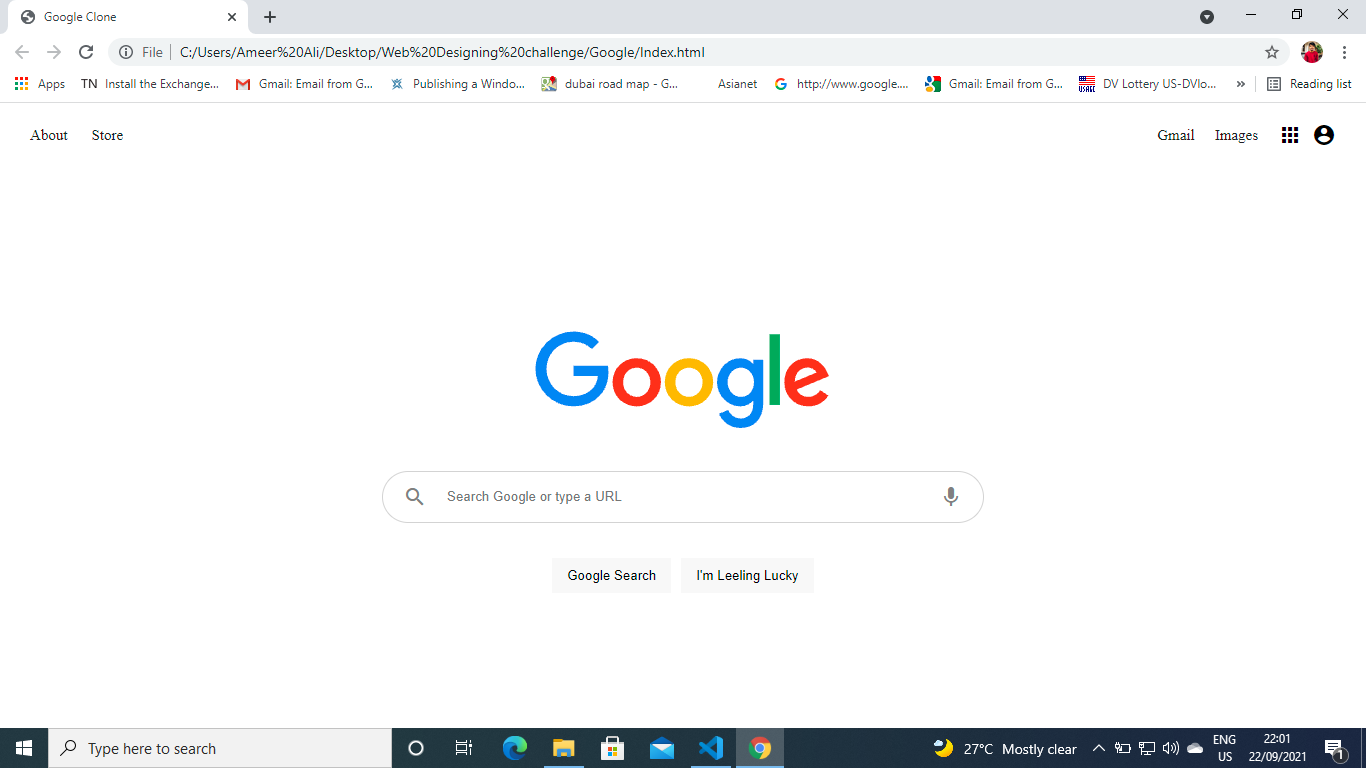 Google Clone
File C:/Users/Ameer%20Ali/Desktop/Web%20Designing%20challenge/Google/Index.html
Apps TN Install the Exchange... Gmail: Email from G... Publishing a Windo... dubai road map - G... Asianet http://www.google.... Gmail: Email from G... USAGC DV Lottery US-DVlo... » Reading list
About Store Gmail Images
Google
Search Google or type a URL
Google Search I'm Leeling Lucky
Type here to search 27°C Mostly clear ENG US 22:01 22/09/2021 1